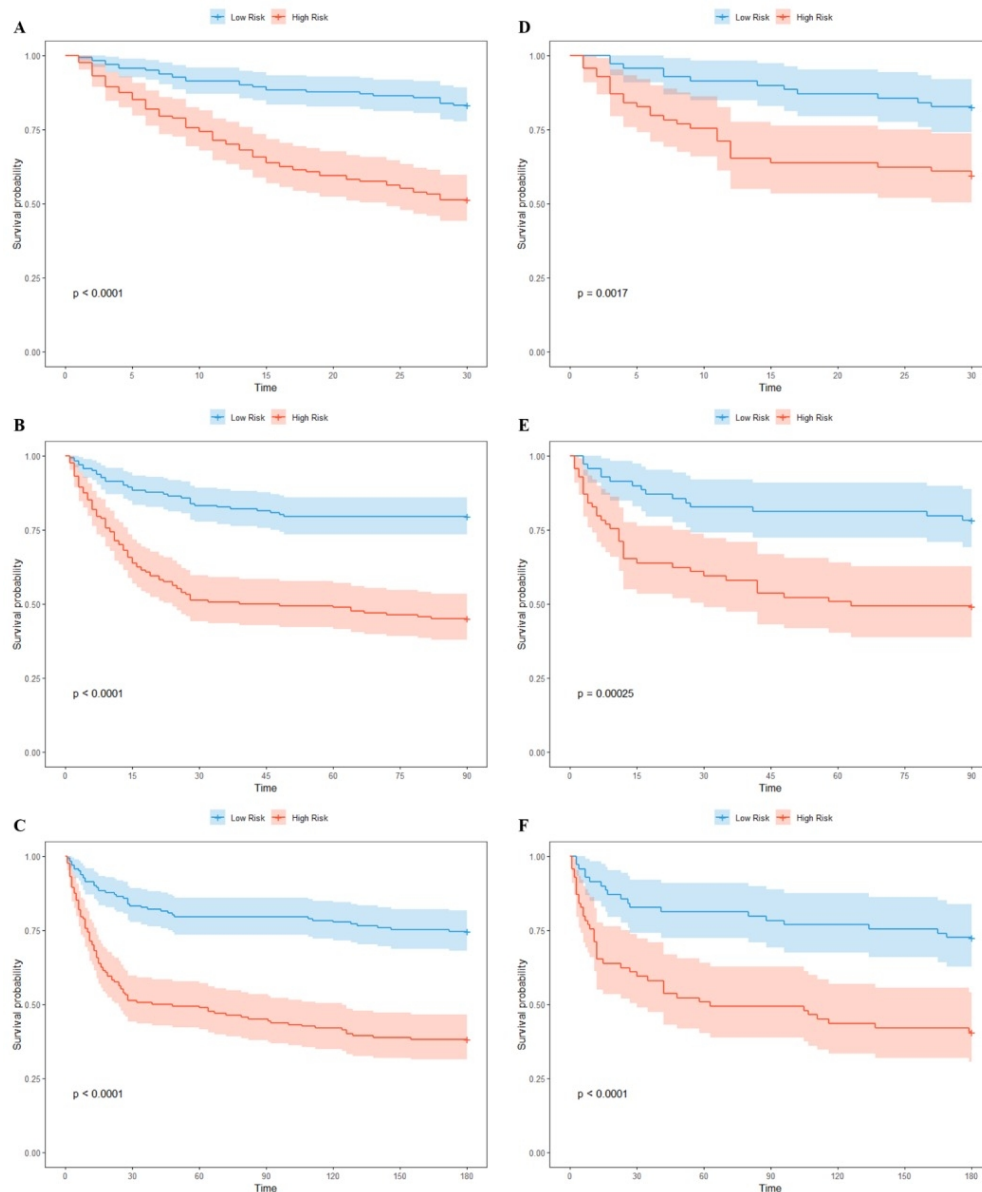 Low Risk High Risk
A
1.00
0.75
0.50
0.25
0.00
Survival probability
p < 0.0001
0 5 10 15 20 25 30
Time
Low Risk High Risk
D
1.00
0.75
0.50
0.25
0.00
Survival probability
p = 0.0017
0 5 10 15 20 25 30
Time
Low Risk High Risk
B
1.00
0.75
0.50
0.25
0.00
Survival probability
p < 0.0001
0 15 30 45 60 75 90
Time
Low Risk High Risk
E
1.00
0.75
0.50
0.25
0.00
Survival probability
p = 0.00025
0 15 30 45 60 75 90
Time
Low Risk High Risk
C
1.00
0.75
0.50
0.25
0.00
Survival probability
p < 0.0001
0 30 60 90 120 150 180
Time
Low Risk High Risk
F
1.00
0.75
0.50
0.25
0.00
Survival probability
p < 0.0001
0 30 60 90 120 150 180
Time